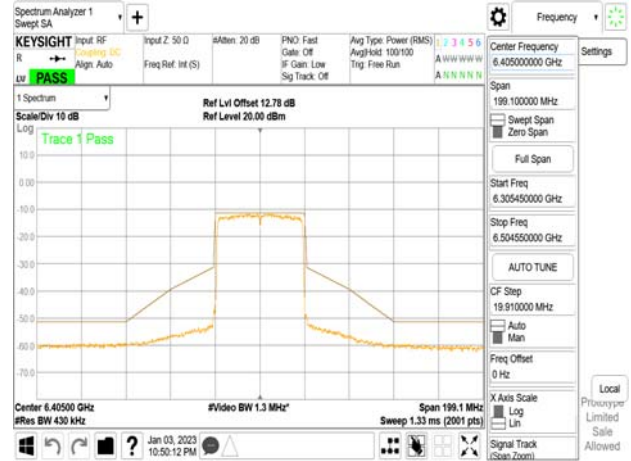 Spectrum Analyzer 1
Swept SA
Frequency
KEYSIGHT
Input: RF
Coupling: DC
Align: Auto
Input Z: 50 Ω
Freq Ref: Int (S)
#Atten: 20 dB
PNO: Fast
Gate: Off
IF Gain: Low
Sig Track: Off
Avg Type: Power (RMS)
Avg|Hold: 100/100
Trig: Free Run
1 2 3 4 5 6
A W W W W W
A N N N N N
R
LVI PASS
1 Spectrum
Scale/Div 10 dB
Ref Lvl Offset 12.78 dB
Ref Level 20.00 dBm
Log
Trace 1 Pass
10.0
10.0
0.00
-10.0
-20.0
-30.0
-40.0
-50.0
-60.0
-70.0
Center 6.40500 GHz
#Res BW 430 kHz
#Video BW 1.3 MHz*
Span 199.1 MHz
Sweep 1.33 ms (2001 pts)
Jan 03, 2023
10:50:12 PM
Settings
Center Frequency
6.405000000 GHz
Span
199.100000 MHz
Swept Span
Zero Span
Full Span
Start Freq
6.305450000 GHz
Stop Freq
6.504550000 GHz
AUTO TUNE
CF Step
19.910000 MHz
Auto
Man
Freq Offset
0 Hz
X Axis Scale
Log
Lin
Signal Track
(Span Zoom)
Local
Prototype
Limited
Sale
Allowed